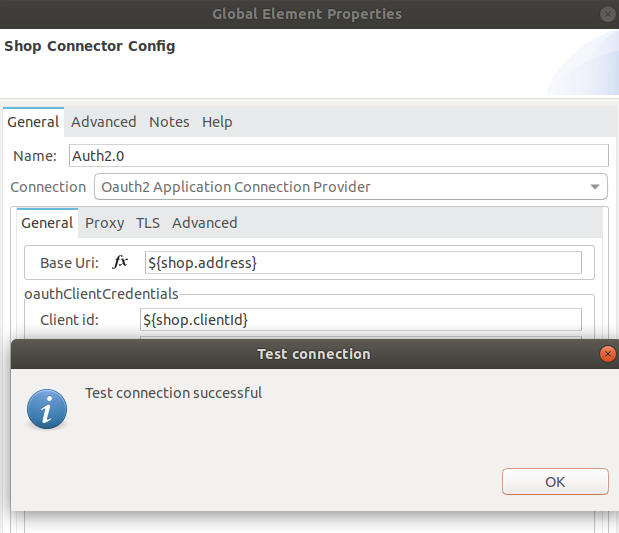 Global Element Properties
Shop Connector Config
General Advanced Notes Help
Name: Auth2.0
Connection Oauth2 Application Connection Provider
General Proxy TLS Advanced
Base Uri: fx ${shop.address}
oauthClientCredentials
Client id: ${shop.clientId}
Test connection
Test connection successful
OK